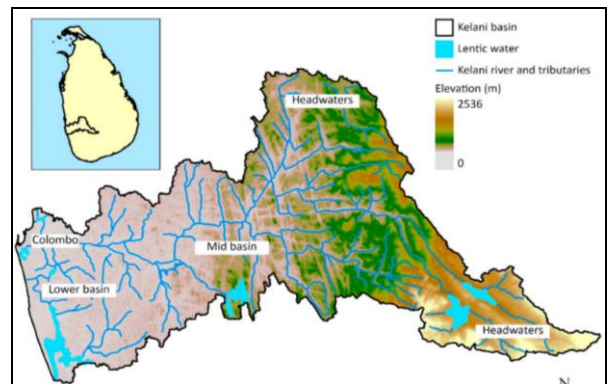 Kelani basin
Lentic water
Kelani river and tributaries
Elevation (m)
2536
0
Headwaters
Colombo
Mid basin
Lower basin
Headwaters
N